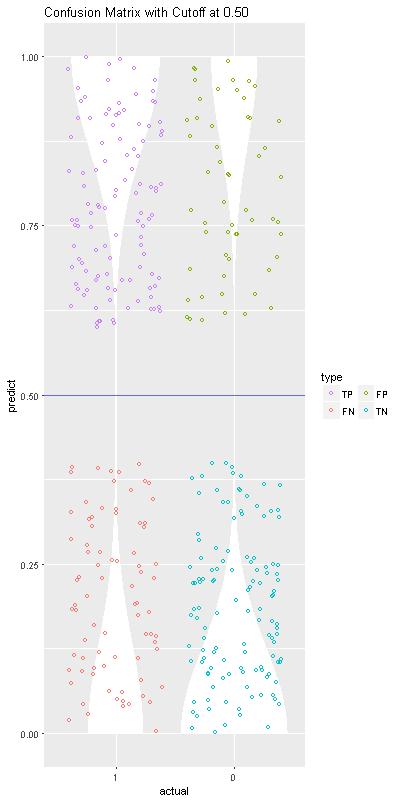 Confusion Matrix with Cutoff at 0.50
1.00
0.75
0.50
0.25
0.00
predict
1
0
actual
type
TP FP
FN TN